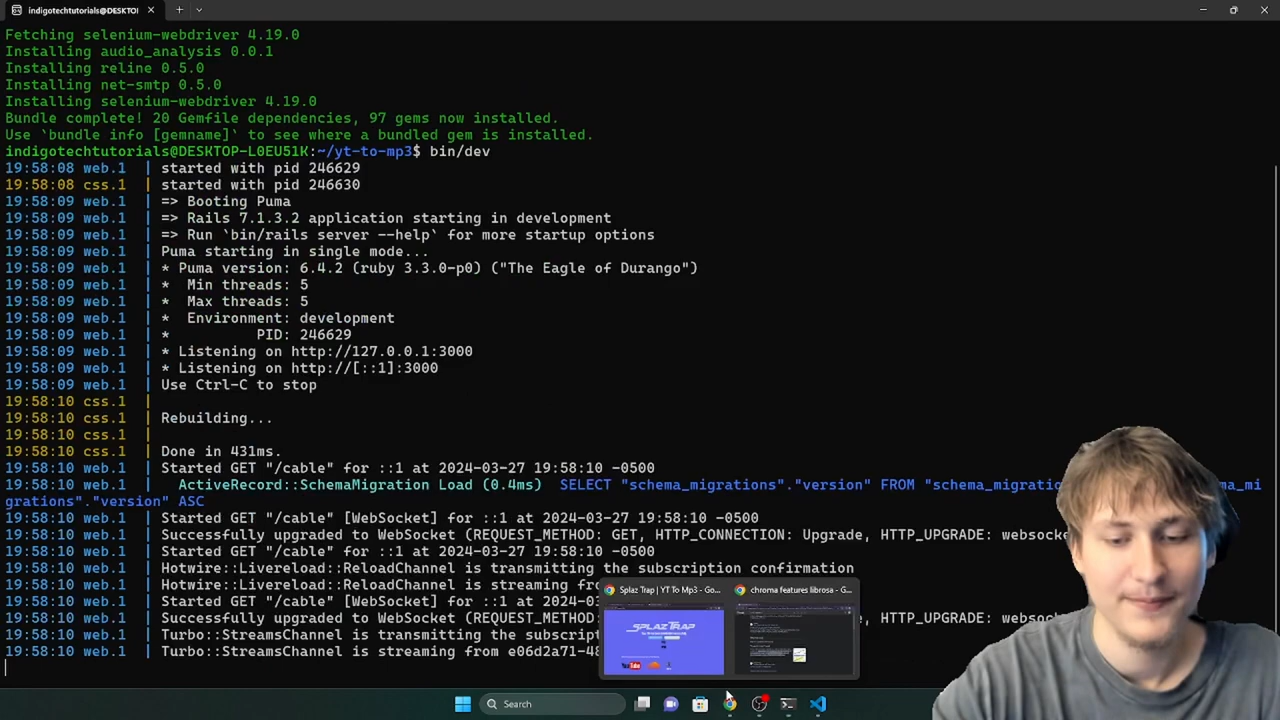 indigotechtutorials@DESKTO!
Fetching selenium-webdriver 4.19.0
Installing audio_analysis 0.0.1
Installing reline 0.5.0
Installing net-smtp 0.5.0
Installing selenium-webdriver 4.19.0
Bundle complete! 20 Gemfile dependencies, 97 gems now installed.
Use `bundle info [gemname]` to see where a bundled gem is installed.
indigotechtutorials@DESKTOP-L0EU51K:~/yt-to-mp3$ bin/dev
19:58:08 web.1 | started with pid 246629
19:58:08 css.1 | started with pid 246630
19:58:09 web.1 | => Booting Puma
19:58:09 web.1 | => Rails 7.1.3.2 application starting in development
19:58:09 web.1 | => Run `bin/rails server --help` for more startup options
19:58:09 web.1 | Puma starting in single mode...
19:58:09 web.1 | * Puma version: 6.4.2 (ruby 3.3.0-p0) ("The Eagle of Durango")
19:58:09 web.1 | * Min threads: 5
19:58:09 web.1 | * Max threads: 5
19:58:09 web.1 | * Environment: development
19:58:09 web.1 | * PID: 246629
19:58:09 web.1 | * Listening on http://127.0.0.1:3000
19:58:09 web.1 | * Listening on http://[::1]:3000
19:58:09 web.1 | Use Ctrl-C to stop
19:58:10 css.1 |
19:58:10 css.1 | Rebuilding...
19:58:10 css.1 |
19:58:10 css.1 | Done in 431ms.
19:58:10 web.1 | Started GET "/cable" for ::1 at 2024-03-27 19:58:10 -0500
19:58:10 web.1 | ActiveRecord::SchemaMigration Load (0.4ms) SELECT "schema_migrations"."version" FROM "schema_migratio ma_mi
grations"."version" ASC
19:58:10 web.1 | Started GET "/cable" [WebSocket] for ::1 at 2024-03-27 19:58:10 -0500
19:58:10 web.1 | Successfully upgraded to WebSocket (REQUEST_METHOD: GET, HTTP_CONNECTION: Upgrade, HTTP_UPGRADE: websocke
19:58:10 web.1 | Started GET "/cable" for ::1 at 2024-03-27 19:58:10 -0500
19:58:10 web.1 | Hotwire::Livereload::ReloadChannel is transmitting the subscription confirmation
19:58:10 web.1 | Hotwire::Livereload::ReloadChannel is streaming fro
19:58:10 web.1 | Started GET "/cable" [WebSocket] for ::1 at 2024-03
19:58:10 web.1 | Successfully upgraded to WebSocket (REQUEST_METHOD: e, HTTP_UPGRADE: websocke
19:58:10 web.1 | Turbo::StreamsChannel is transmitting the subscript
19:58:10 web.1 | Turbo::StreamsChannel is streaming from e06d2a71-48
Splaz Trap | YT To Mp3 - Go...
chroma features librosa - G...
SPLAZ TRAP
YouTube
Search